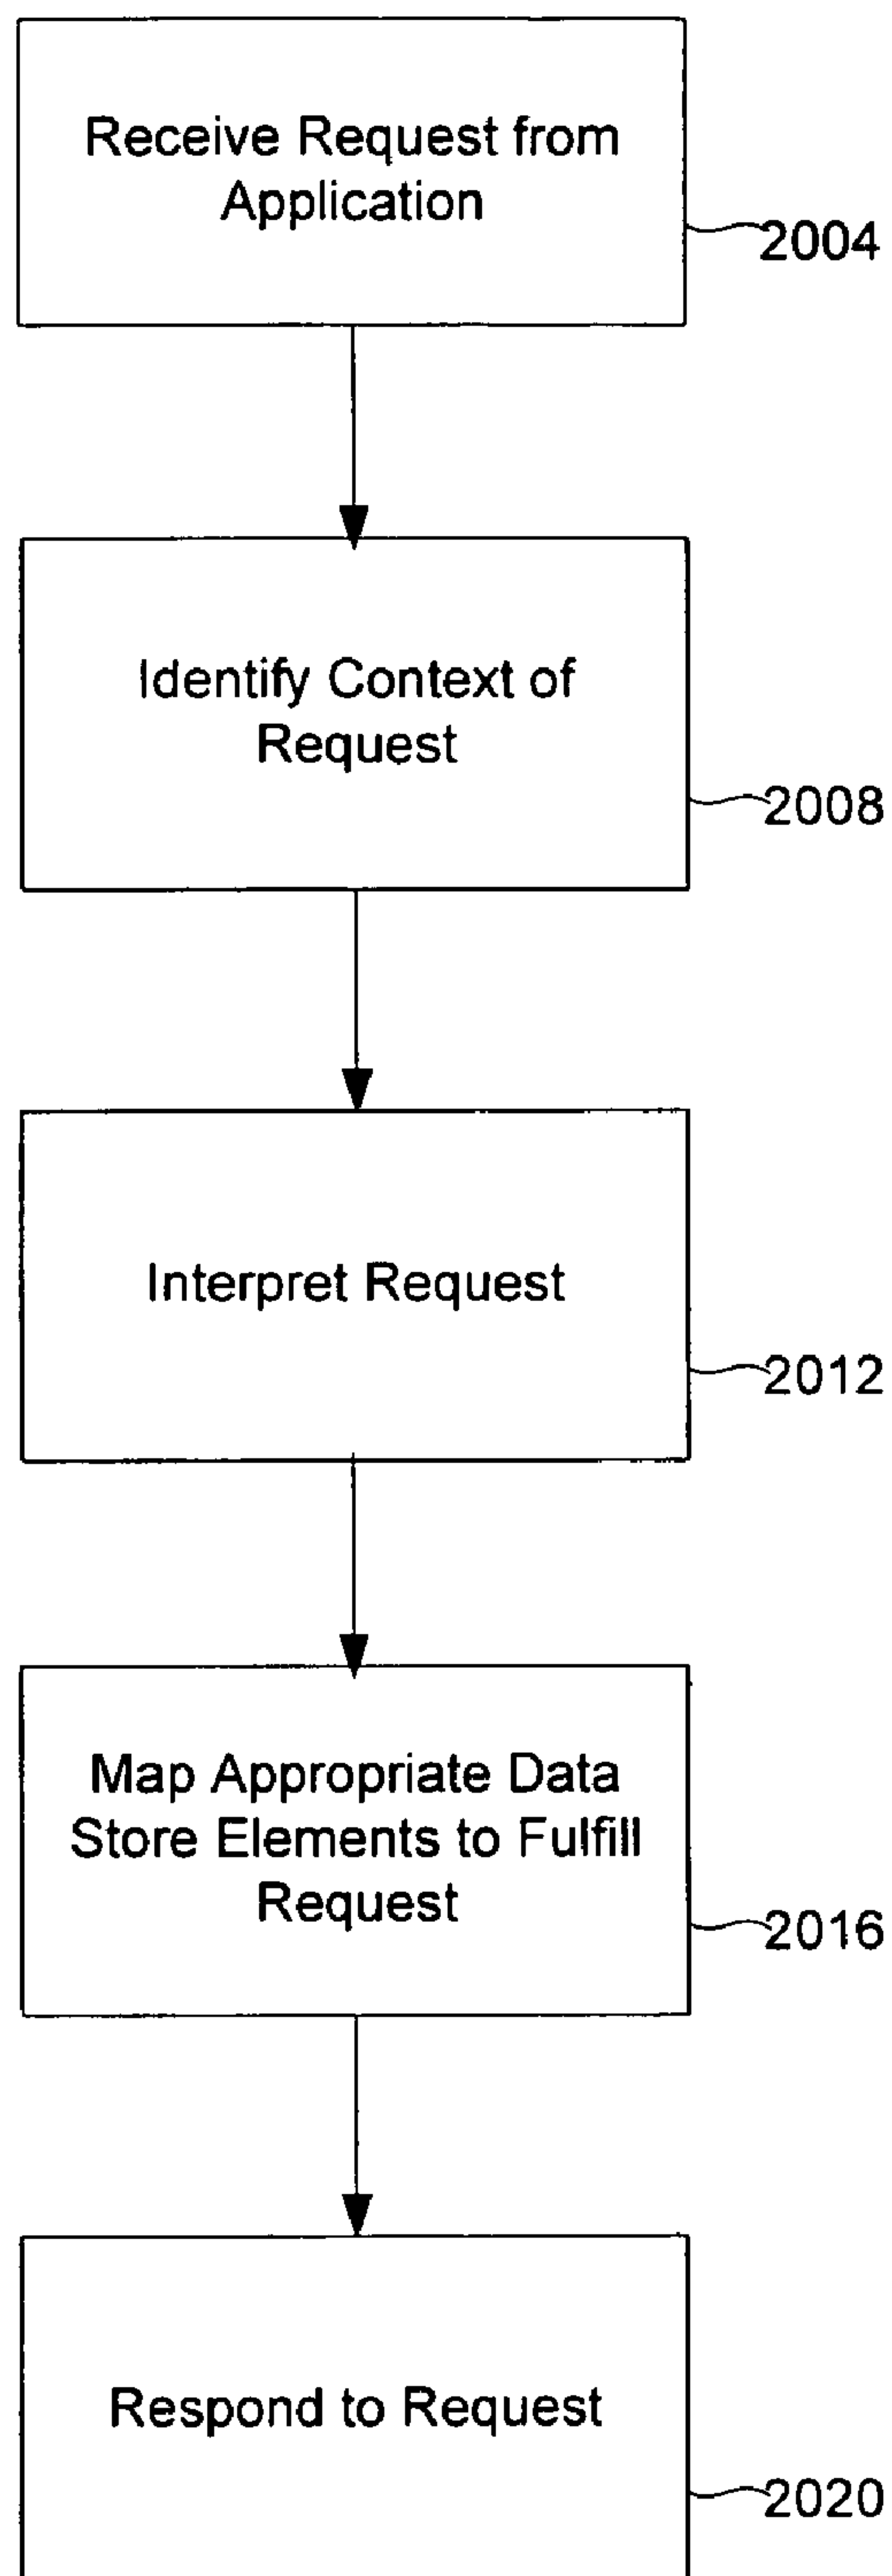 Receive Request from
Application
2004
Identify Context of
Request
2008
Interpret Request
2012
Map Appropriate Data
Store Elements to Fulfill
Request
2016
Respond to Request
2020